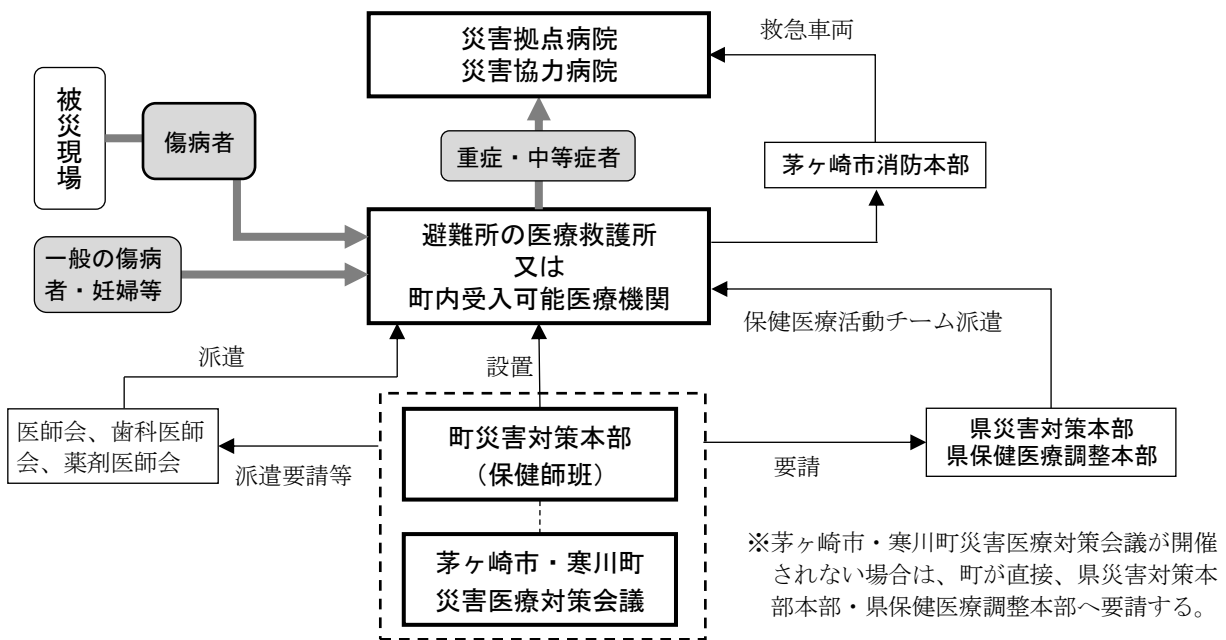 災害拠点病院
災害協力病院
救急車両
被災現場
傷病者
重症・中等症者
茅ヶ崎市消防本部
避難所の医療救護所
又は
町内受入可能医療機関
一般の傷病
者・妊婦等
保健医療活動チーム派遣
派遣
設置
医師会、歯科医師
会、薬剤医師会
派遣要請等
町災害対策本部
（保健師班）
要請
県災害対策本部
県保健医療調整本部
茅ヶ崎市・寒川町
災害医療対策会議
※茅ヶ崎市・寒川町災害医療対策会議が開催
されない場合は、町が直接、県災害対策本
部本部・県保健医療調整本部へ要請する。